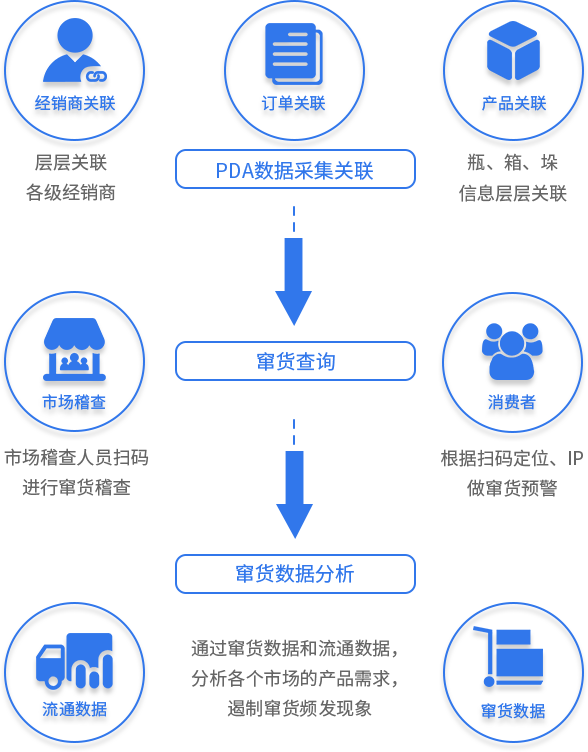 经销商关联
订单关联
产品关联
层层关联
各级经销商
PDA数据采集关联
瓶、箱、垛
信息层层关联
窜货查询
市场稽查
消费者
市场稽查人员扫码
进行窜货稽查
根据扫码定位、IP
做窜货预警
窜货数据分析
流通数据
通过窜货数据和流通数据，
分析各个市场的产品需求，
遏制窜货频发现象
窜货数据